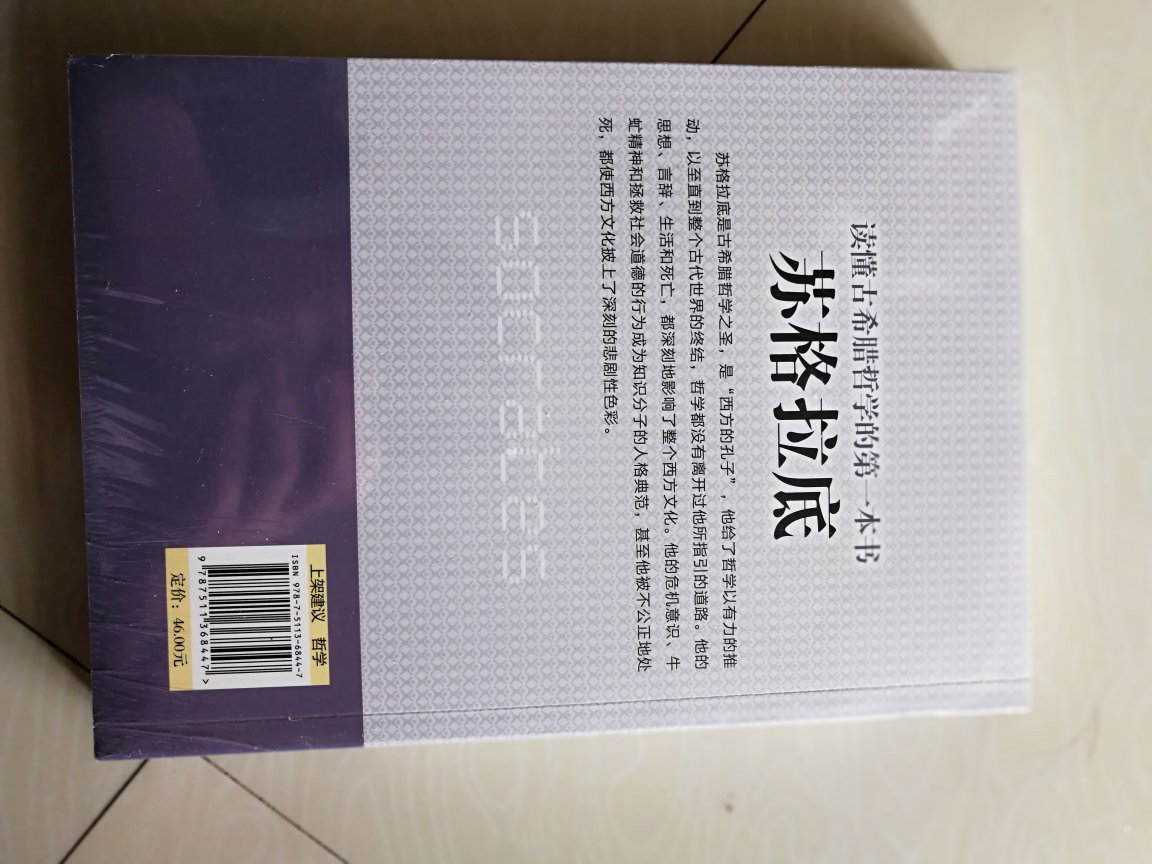 读懂古希腊哲学的第一本书
苏格拉底
苏格拉底是古希腊哲学之圣，是“西方的孔子”，他给了哲学以有力的推
动，以至直到整个古代世界的终结，哲学都没有离开过他所指引的道路。他的
思想、言辞、生活和死亡，都深刻地影响了整个西方文化。他的危机意识、牛
虻精神和拯救社会道德的行为成为知识分子的人格典范，甚至他被不公正地处
死，都使西方文化披上了深刻的悲剧性色彩。
socrates
上架建议 哲学
ISBN 978-7-5113-6844-7
9 787511 368447 >
定价：46.00元